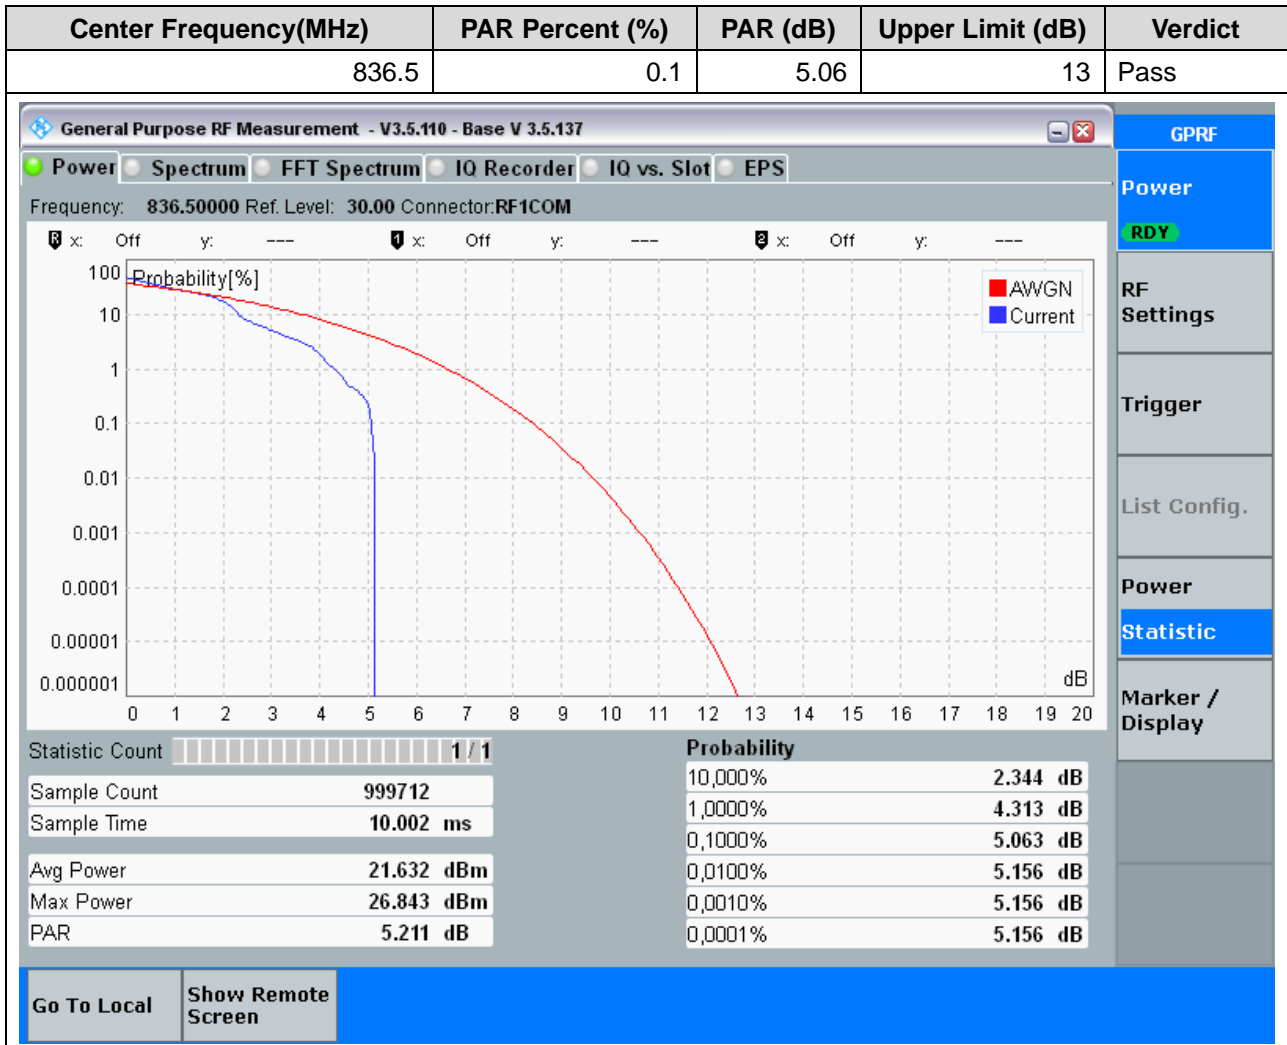 Center Frequency(MHz) PAR Percent (%) PAR (dB) Upper Limit (dB) Verdict
836.5 0.1 5.06 13 Pass
General Purpose RF Measurement - V3.5.110 - Base V 3.5.137
GPRF
Power Spectrum FFT Spectrum IQ Recorder IQ vs. Slot EPS
Power
RDY
Frequency: 836.50000 Ref. Level: 30.00 Connector:RF1COM
R x: Off y: --- 1 x: Off y: --- 2 x: Off y: ---
Probability[%]
AWGN
Current
100
10
1
0.1
0.01
0.001
0.0001
0.00001
0.000001
dB
0 1 2 3 4 5 6 7 8 9 10 11 12 13 14 15 16 17 18 19 20
RF Settings
Trigger
List Config.
Power
Statistic
Marker / Display
Statistic Count 1 / 1
Sample Count 999712
Sample Time 10.002 ms
Avg Power 21.632 dBm
Max Power 26.843 dBm
PAR 5.211 dB
Probability
10,000% 2.344 dB
1,0000% 4.313 dB
0,1000% 5.063 dB
0,0100% 5.156 dB
0,0010% 5.156 dB
0,0001% 5.156 dB
Go To Local
Show Remote Screen